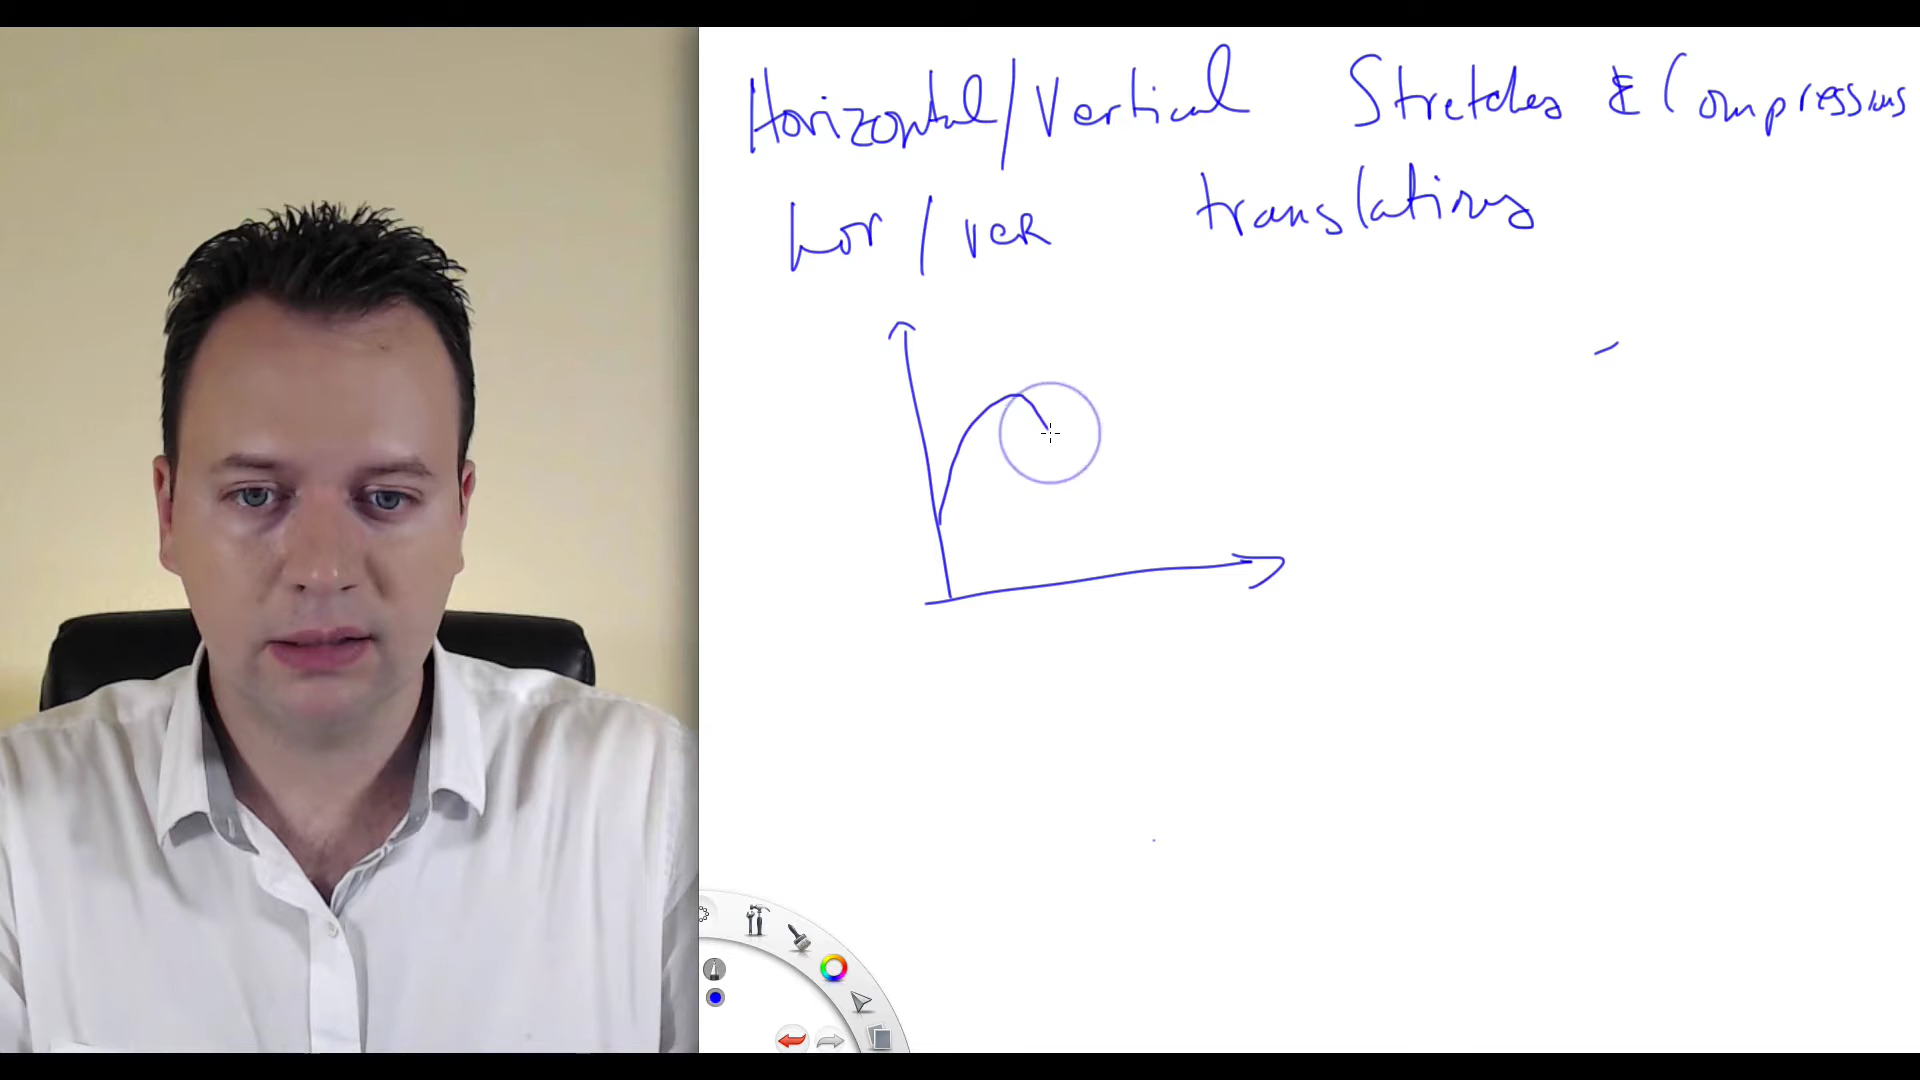 Horizontal/Vertical Stretches & Compressions
hor / ver translations